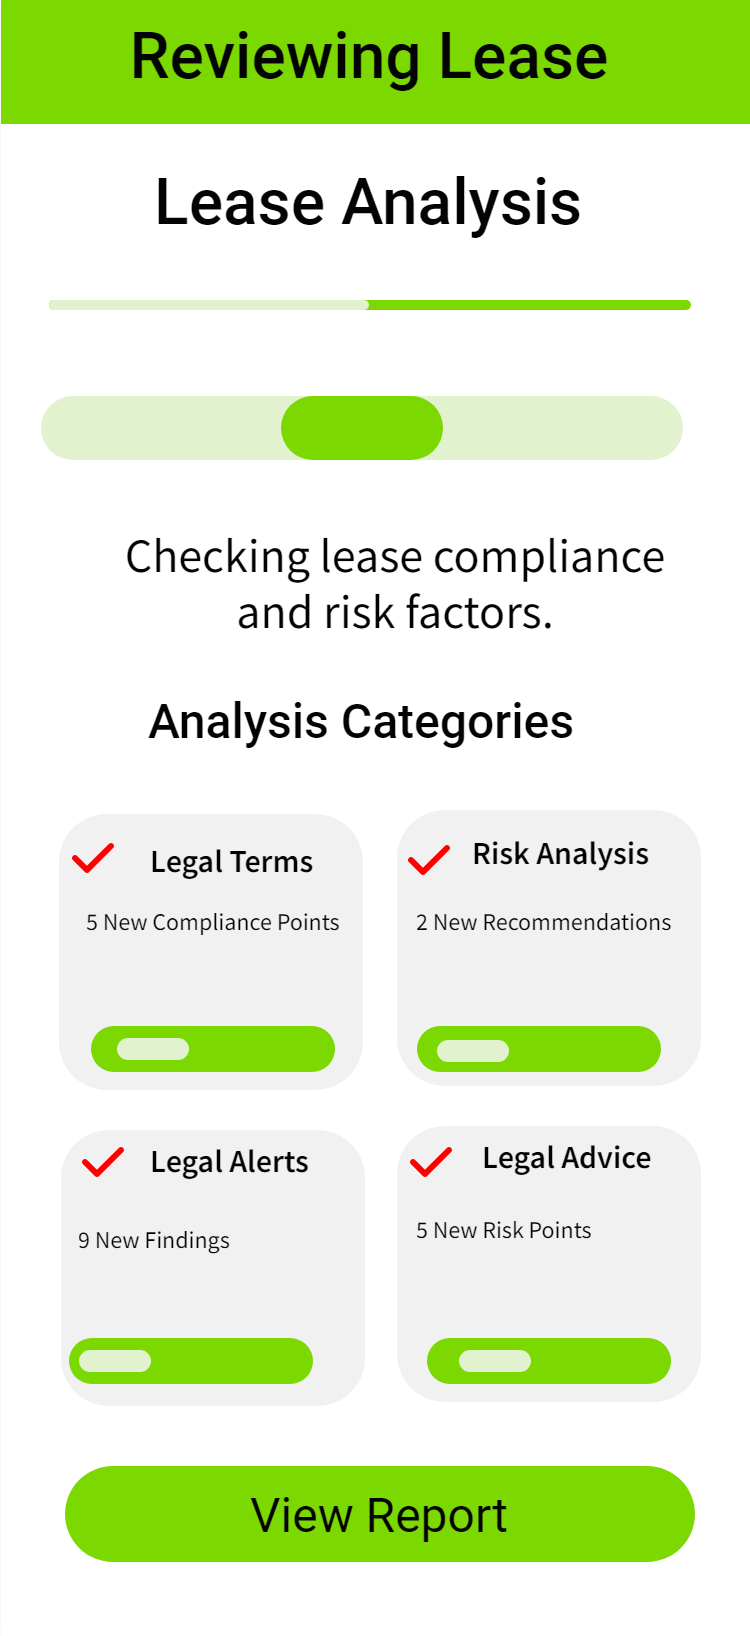 Reviewing Lease
Lease Analysis
Checking lease compliance
and risk factors.
Analysis Categories
Legal Terms
5 New Compliance Points
Risk Analysis
2 New Recommendations
Legal Alerts
9 New Findings
Legal Advice
5 New Risk Points
View Report